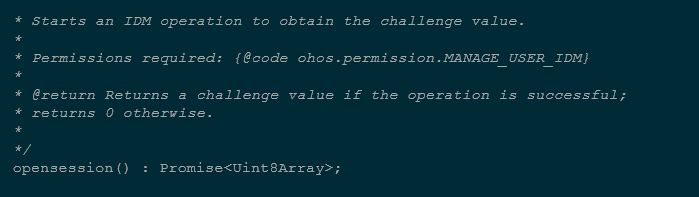 * Starts an IDM operation to obtain the challenge value.
*
* Permissions required: {@code ohos.permission.MANAGE_USER_IDM}
*
* @return Returns a challenge value if the operation is successful;
* returns 0 otherwise.
*
*/
opensession() : Promise<Uint8Array>;